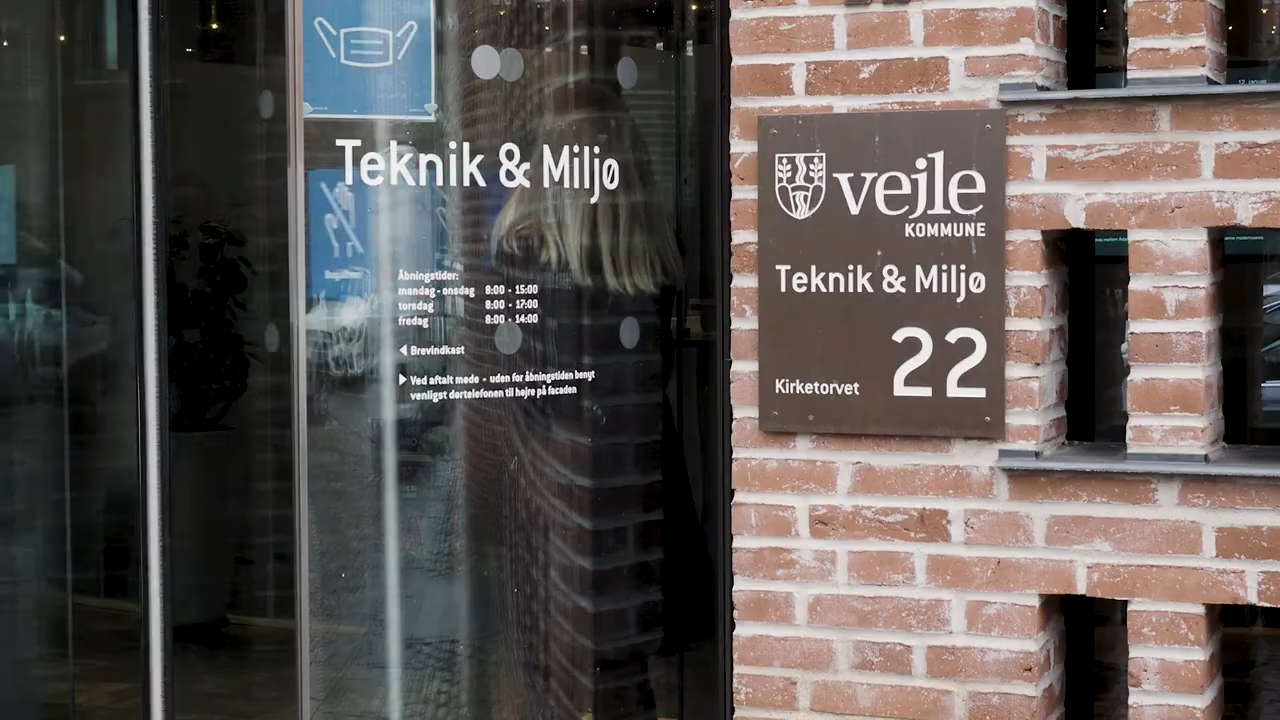 Teknik & Miljø
Åbningstider:
mandag - onsdag 8:00 - 15:00
torsdag 8:00 - 17:00
fredag 8:00 - 14:00
Brevindkast
Ved aftalt møde - uden for åbningstiden benyt
venligst dørtelefonen til højre på facaden
vejle
KOMMUNE
Teknik & Miljø
22
Kirketorvet